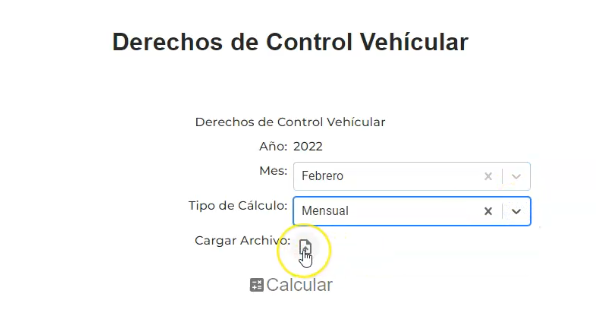 Derechos de Control Vehícular
Derechos de Control Vehícular
Año: 2022
Mes: Febrero
Tipo de Cálculo: Mensual
Cargar Archivo:
Calcular